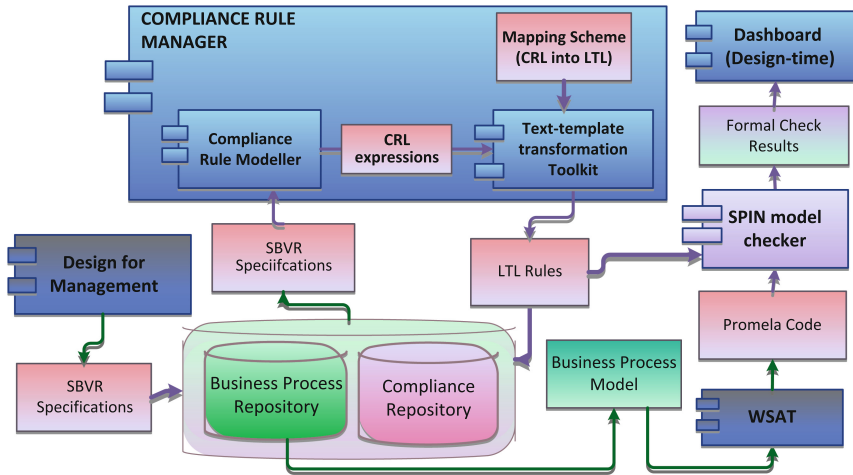 COMPLIANCE RULE
MANAGER
Mapping Scheme
(CRL into LTL)
Dashboard
(Design-time)
Compliance
Rule Modeller
CRL
expressions
Text-template
transformation
Toolkit
Formal Check
Results
SPIN model
checker
Design for
Management
SBVR
Speciifcations
LTL Rules
Promela Code
SBVR
Specifications
Business Process
Repository
Compliance
Repository
Business Process
Model
WSAT